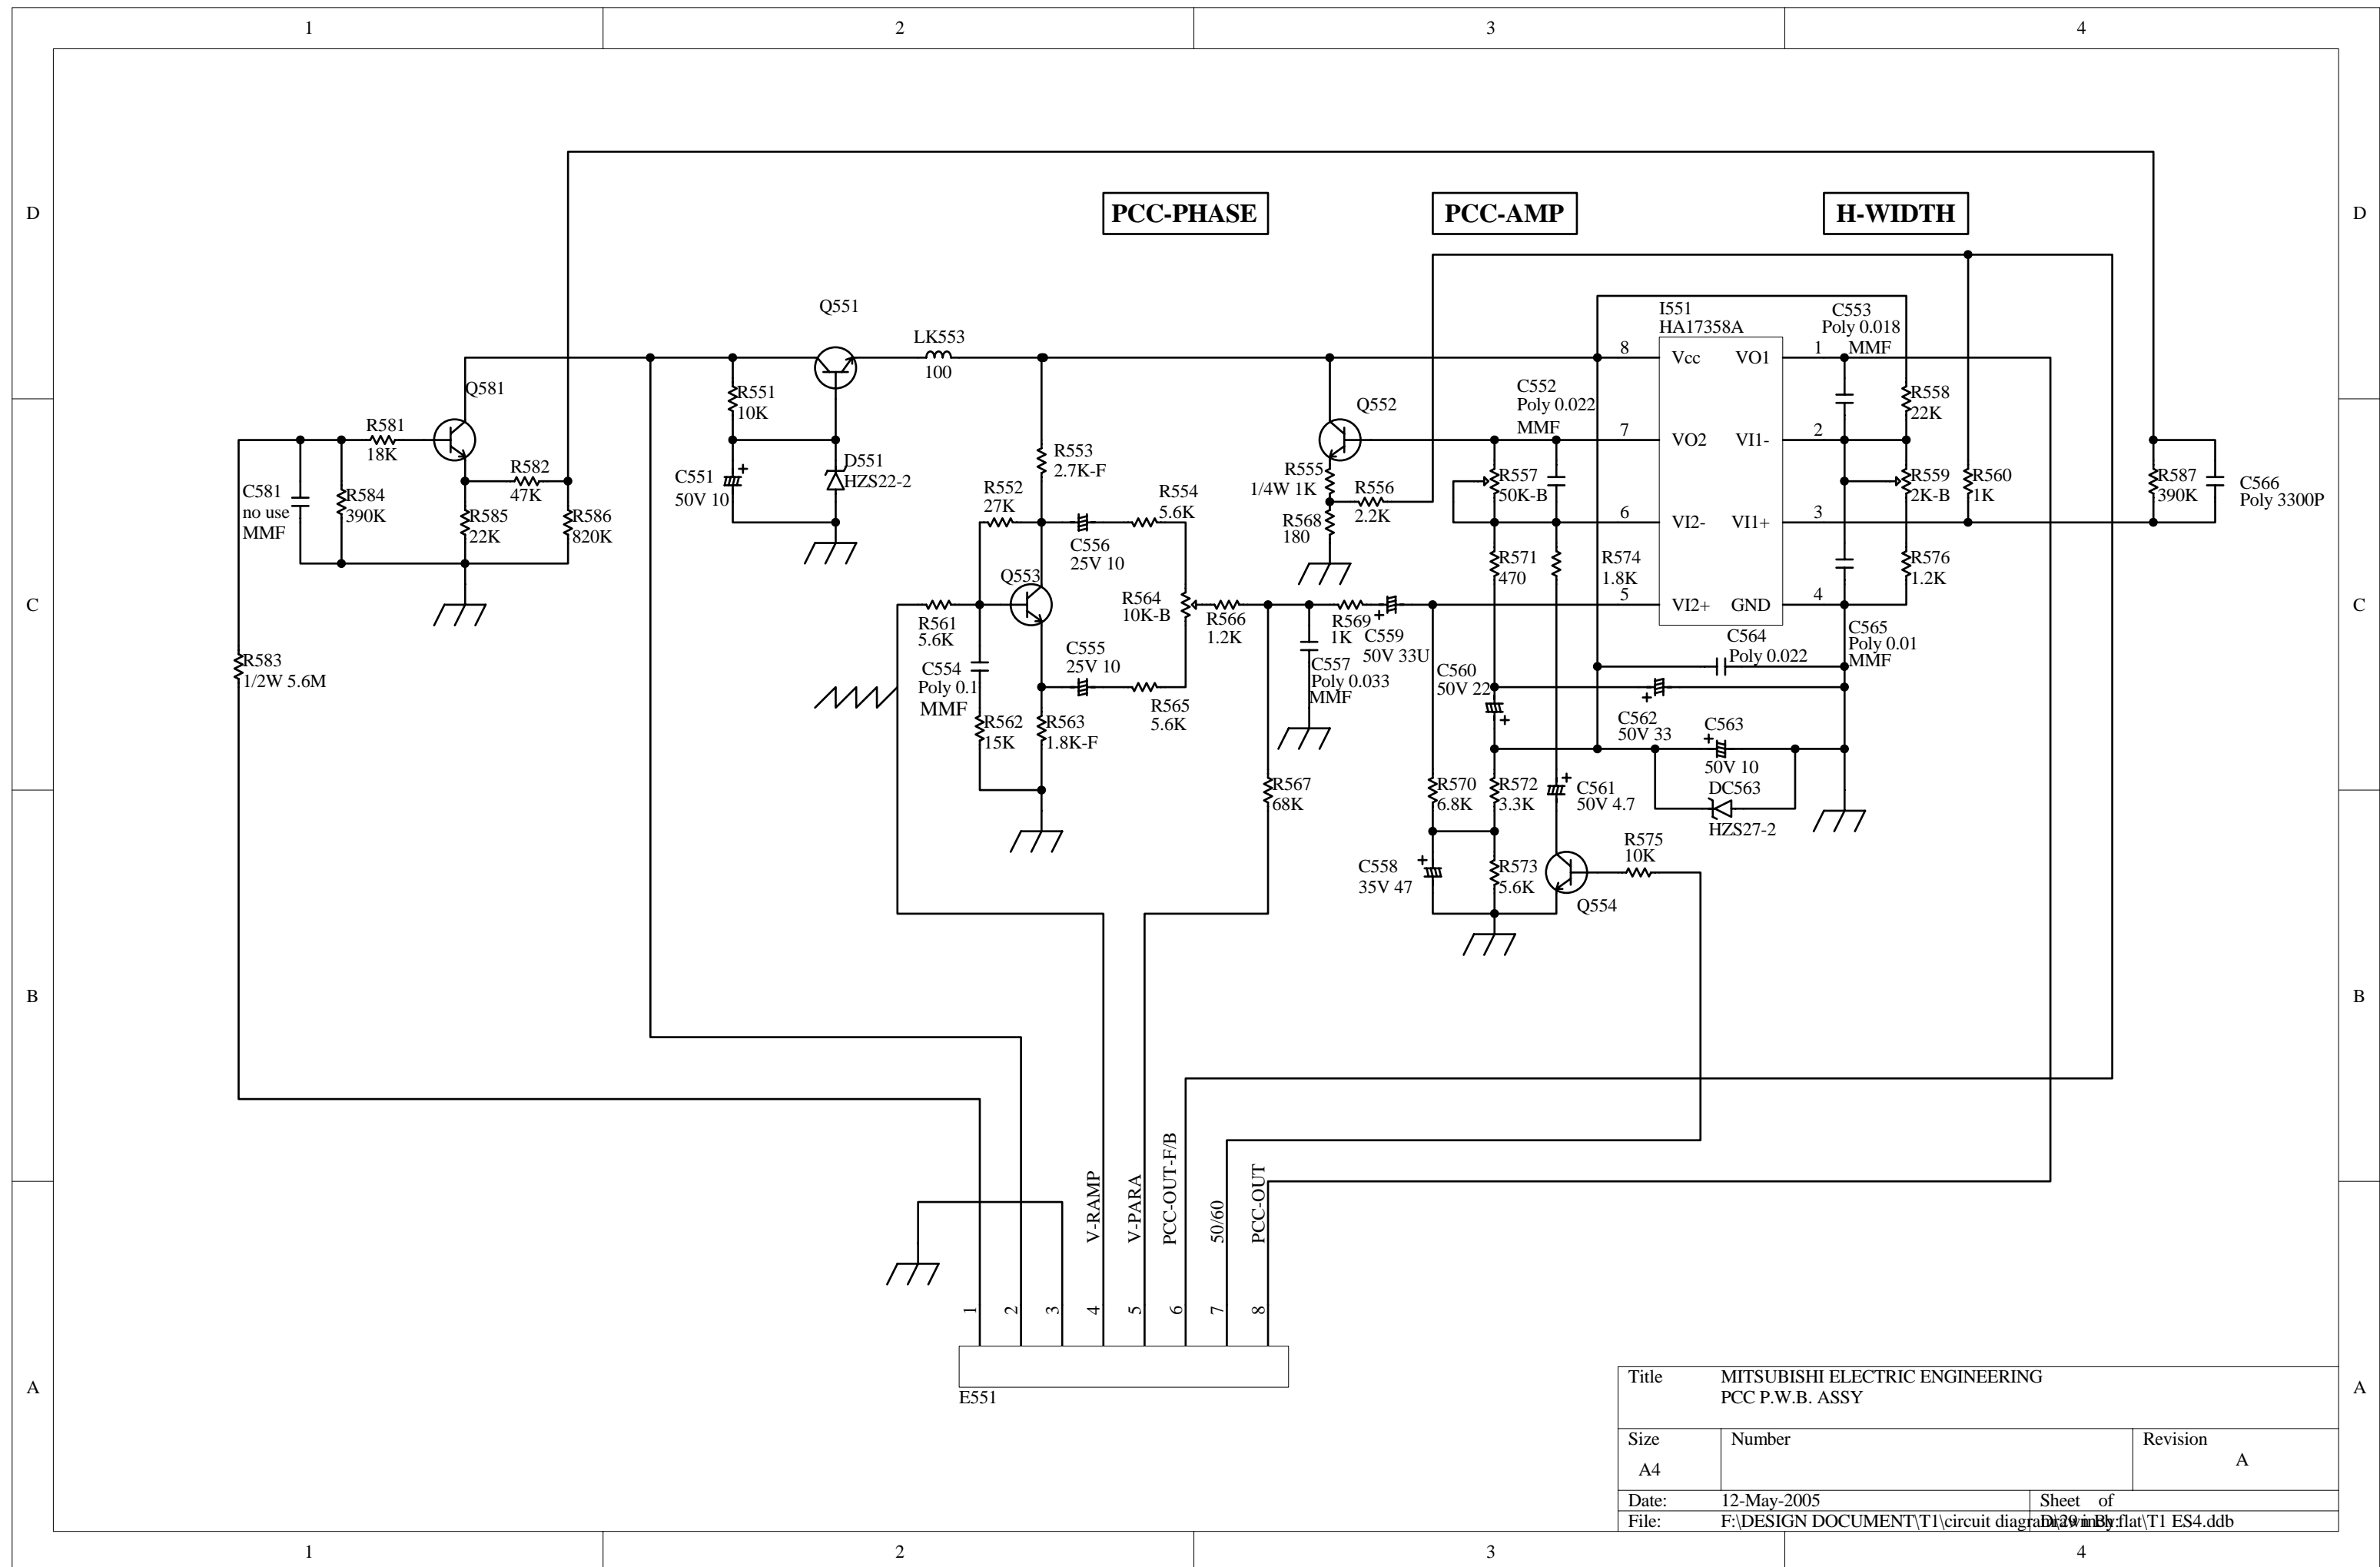 1 2 3 4
D D
PCC-PHASE PCC-AMP H-WIDTH
Q551
LK553
100
I551
HA17358A
C553
Poly 0.018
MMF
8 Vcc VO1 1
7 VO2 VI1- 2
6 VI2- VI1+ 3
5 VI2+ GND 4
Q581
R551
10K
C552
Poly 0.022
MMF
R558
22K
Q552
R581
18K
R582
47K
C551
50V 10
D551
HZS22-2
R553
2.7K-F
R555
1/4W 1K
R556
2.2K
R557
50K-B
R559
2K-B
R560
1K
R587
390K
C566
Poly 3300P
C581
no use
MMF
R584
390K
R585
22K
R586
820K
R552
27K
R554
5.6K
C556
25V 10
R568
180
R571
470
R574
1.8K
R576
1.2K
C C
Q553
R561
5.6K
R564
10K-B
R566
1.2K
R569
1K
C559
50V 33U
C564
Poly 0.022
C565
Poly 0.01
MMF
R583
1/2W 5.6M
C554
Poly 0.1
MMF
C555
25V 10
R565
5.6K
C557
Poly 0.033
MMF
C560
50V 22
R562
15K
R563
1.8K-F
C562
50V 33
C563
50V 10
R567
68K
R570
6.8K
R572
3.3K
C561
50V 4.7
DC563
HZS27-2
R575
10K
C558
35V 47
R573
5.6K
Q554
B B
V-RAMP
V-PARA
PCC-OUT-F/B
50/60
PCC-OUT
1 2 3 4 5 6 7 8
E551
A A
Title MITSUBISHI ELECTRIC ENGINEERING
PCC P.W.B. ASSY
Size Number Revision
A4 A
Date: 12-May-2005 Sheet of
File: F:\DESIGN DOCUMENT\T1\circuit flat\T1 ES4.ddb
1 2 3 4